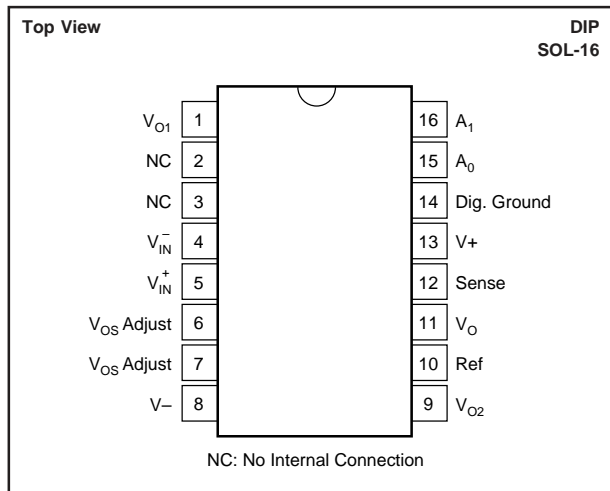 Top View DIP
SOL-16
V_O1 1 16 A_1
NC 2 15 A_0
NC 3 14 Dig. Ground
V_IN^– 4 13 V+
V_IN^+ 5 12 Sense
V_OS Adjust 6 11 V_O
V_OS Adjust 7 10 Ref
V– 8 9 V_O2
NC: No Internal Connection